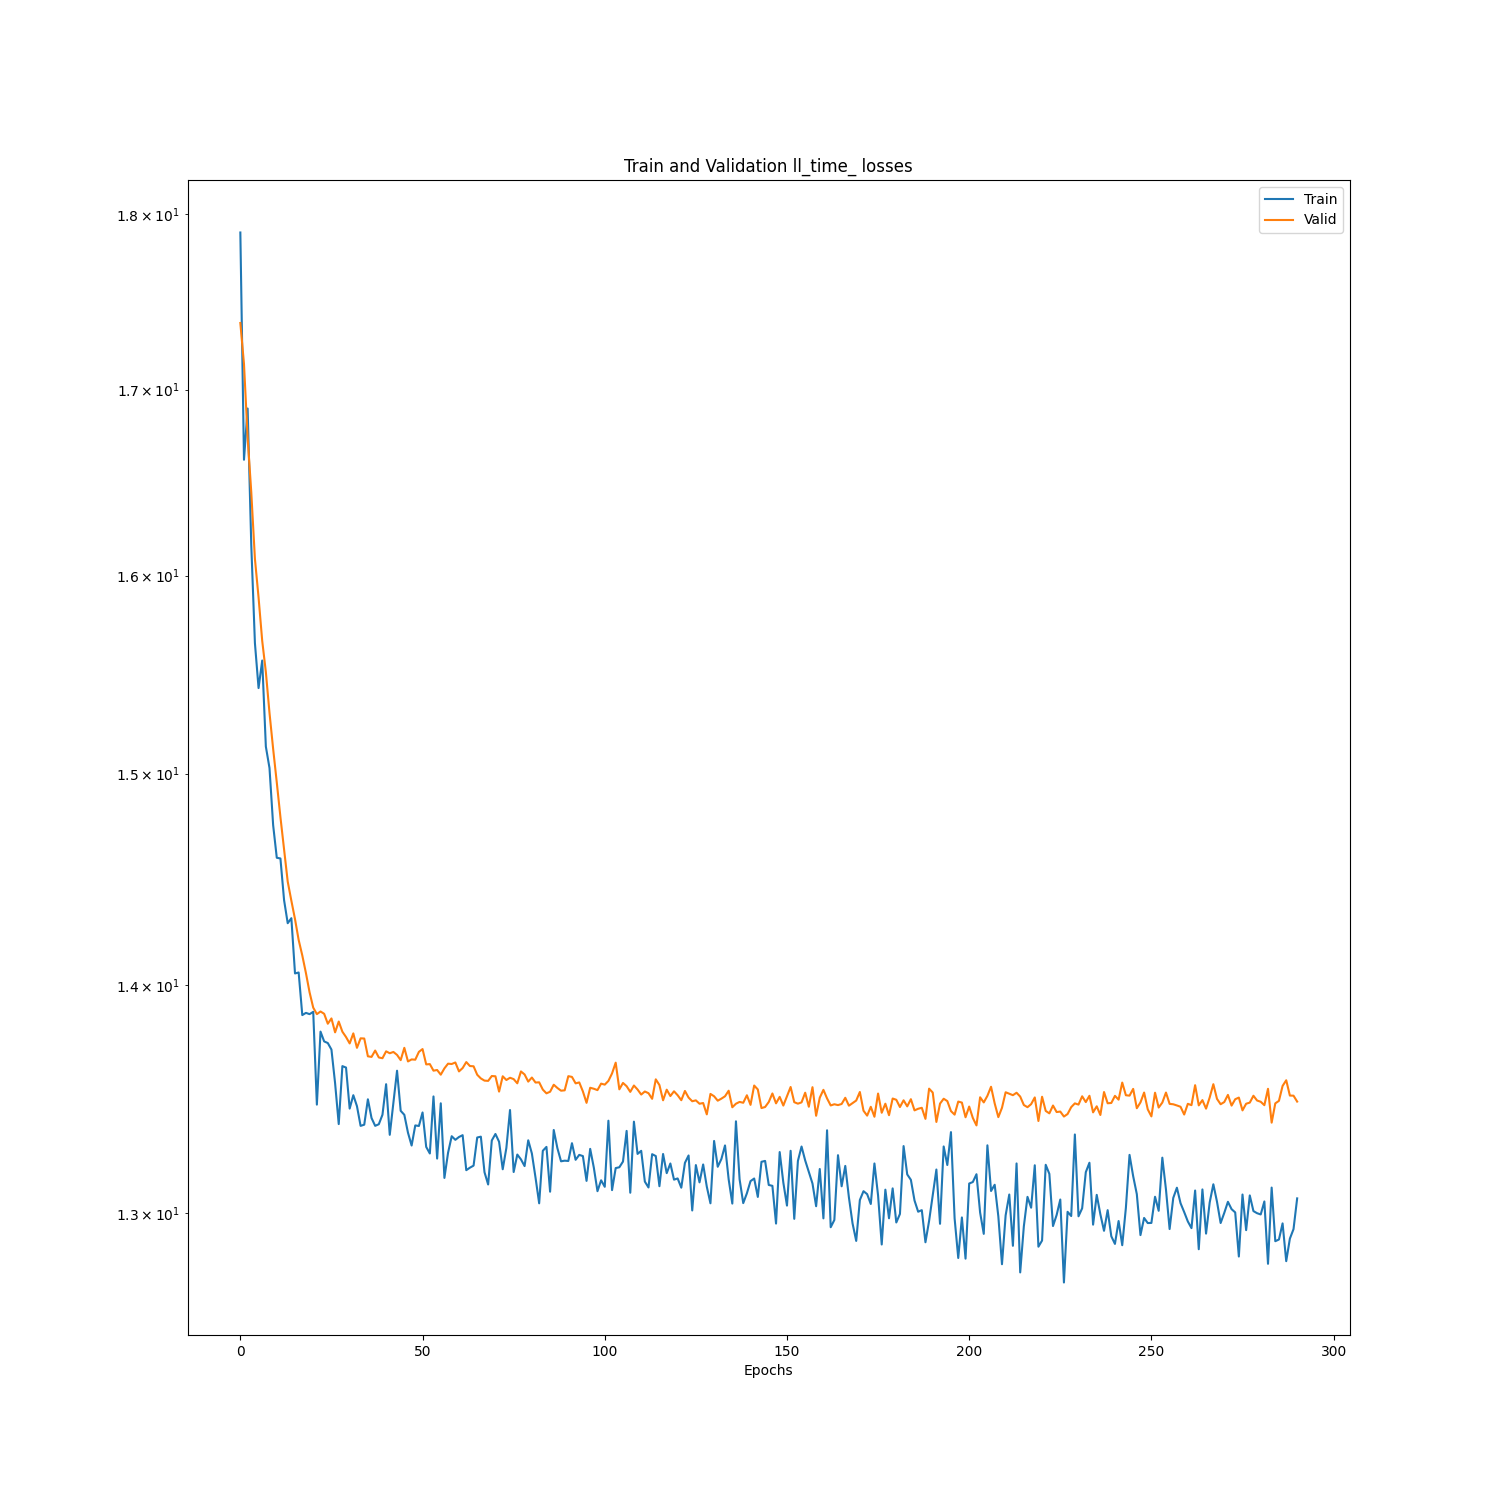 Train and Validation ll_time_ losses
Train
Valid
1.8 × 10¹
1.7 × 10¹
1.6 × 10¹
1.5 × 10¹
1.4 × 10¹
1.3 × 10¹
0 50 100 150 200 250 300
Epochs